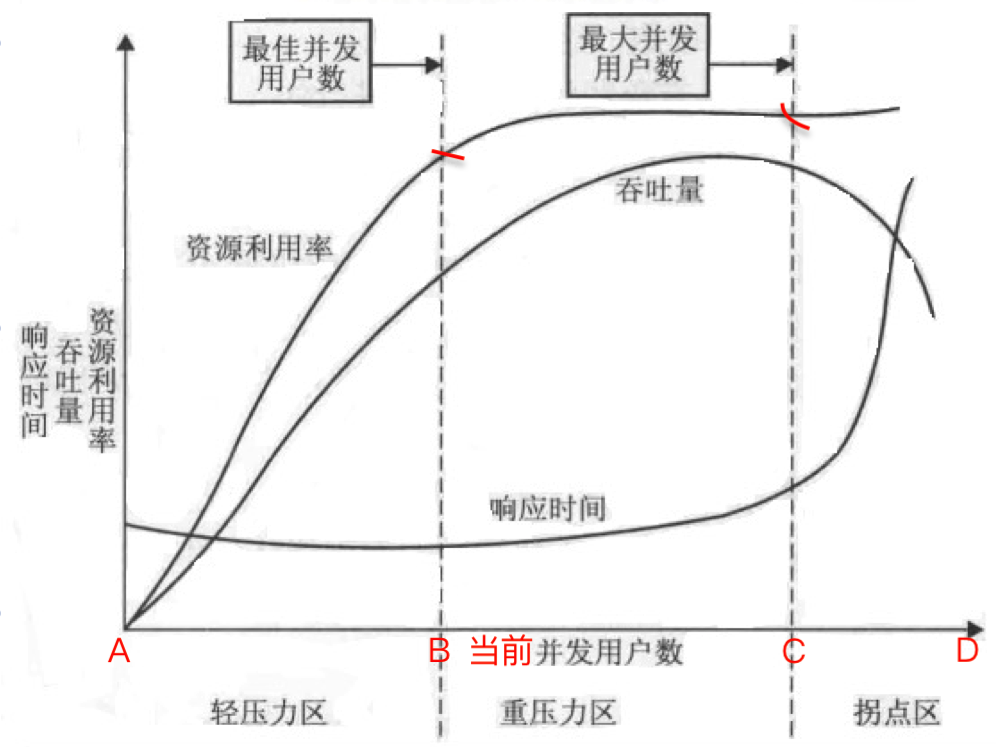 最佳并发
用户数
最大并发
用户数
吞吐量
资源利用率
响应时间
吞吐量
资源利用率
响应时间
A
B
当前并发用户数
C
D
轻压力区
重压力区
拐点区